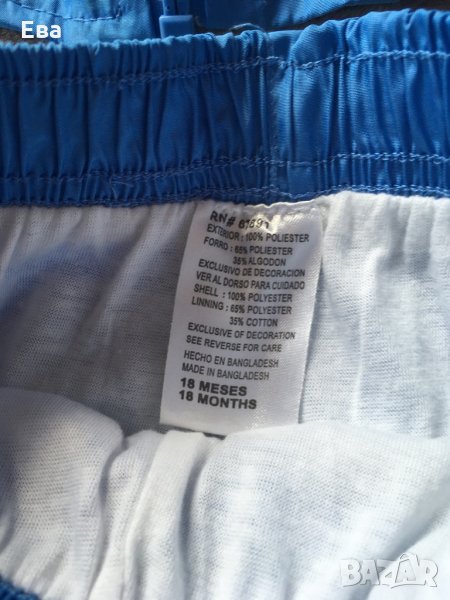 Ева
EXTERIOR : 100% POLIESTER
FORRO : 65% POLIESTER
35% ALGODON
EXCLUSIVO DE DECORACION
VER AL DORSO PARA CUIDADO
SHELL : 100% POLYESTER
LINNING : 65% POLYESTER
35% COTTON
EXCLUSIVE OF DECORATION
SEE REVERSE FOR CARE
HECHO EN BANGLADESH
MADE IN BANGLADESH
18 MESES
18 MONTHS
BAZAR